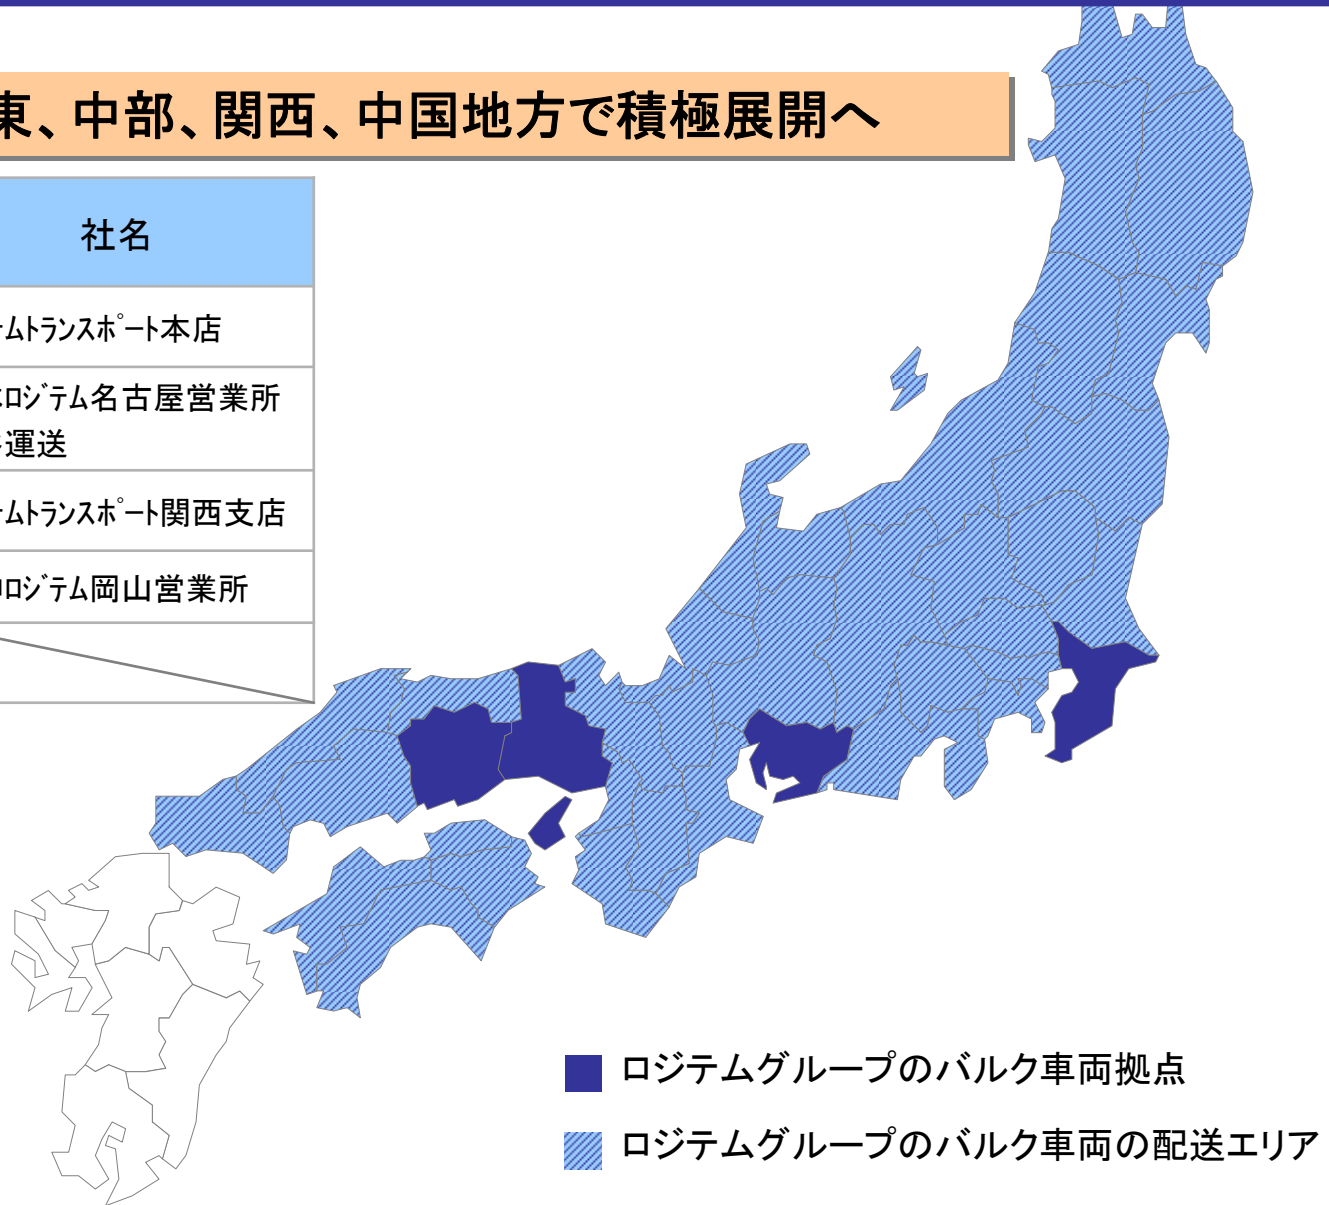 東、中部、関西、中国地方で積極展開へ
社名
ムトランスポート本店
ロジテム名古屋営業所
運送
ムトランスポート関西支店
ロジテム岡山営業所
ロジテムグループのバルク車両拠点
ロジテムグループのバルク車両の配送エリア